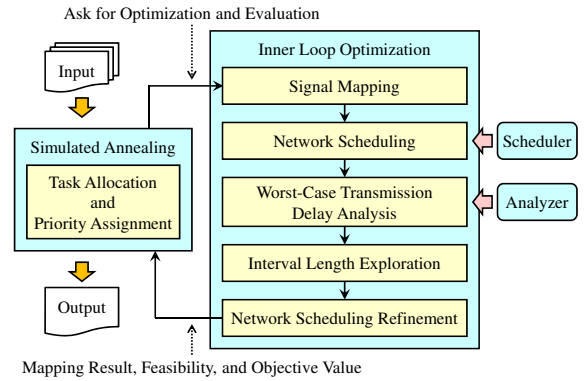 Ask for Optimization and Evaluation
Input
Simulated Annealing
Task Allocation
and
Priority Assignment
Output
Inner Loop Optimization
Signal Mapping
Network Scheduling
Worst-Case Transmission
Delay Analysis
Interval Length Exploration
Network Scheduling Refinement
Scheduler
Analyzer
Mapping Result, Feasibility, and Objective Value